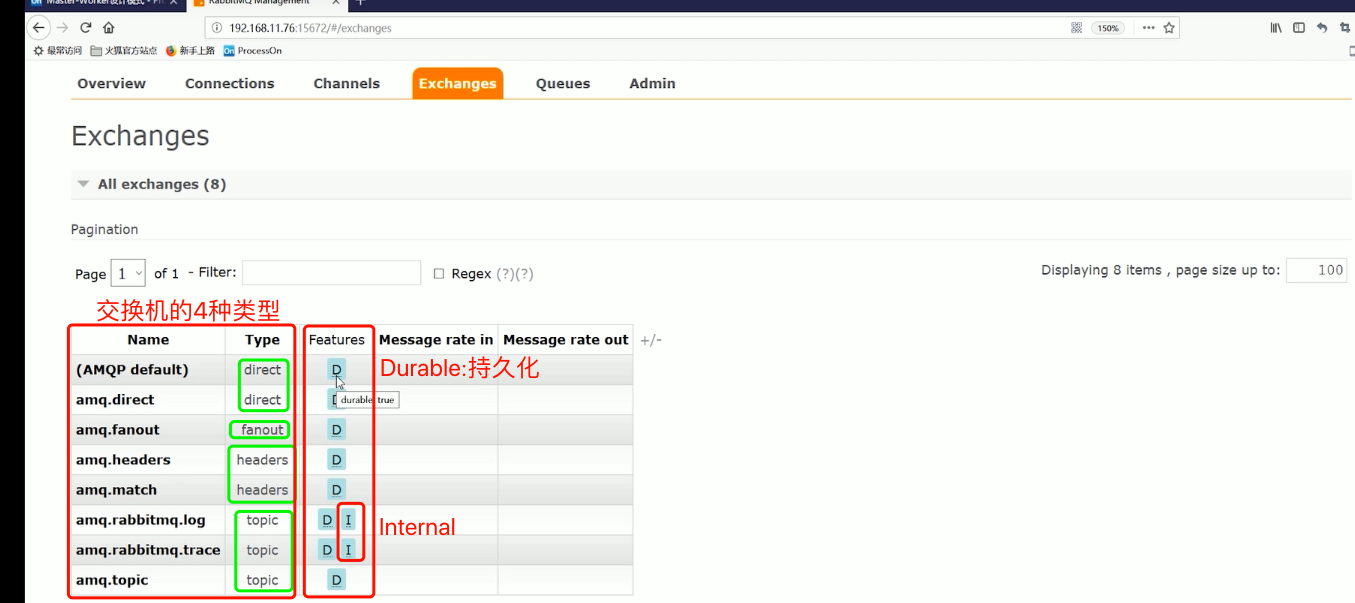 Master-Worker设计模式
RabbitMQ Management
192.168.11.76:15672/#/exchanges
150%
最常访问 火狐官方站点 新手上路 On ProcessOn
Overview Connections Channels Exchanges Queues Admin
Exchanges
All exchanges (8)
Pagination
Page 1 of 1 - Filter: Regex (?)(?)
Displaying 8 items , page size up to: 100
交换机的4种类型
Name Type Features Message rate in Message rate out +/-
(AMQP default) direct D
Durable:持久化
amq.direct direct D
durable: true
amq.fanout fanout D
amq.headers headers D
amq.match headers D
amq.rabbitmq.log topic D I
Internal
amq.rabbitmq.trace topic D I
amq.topic topic D